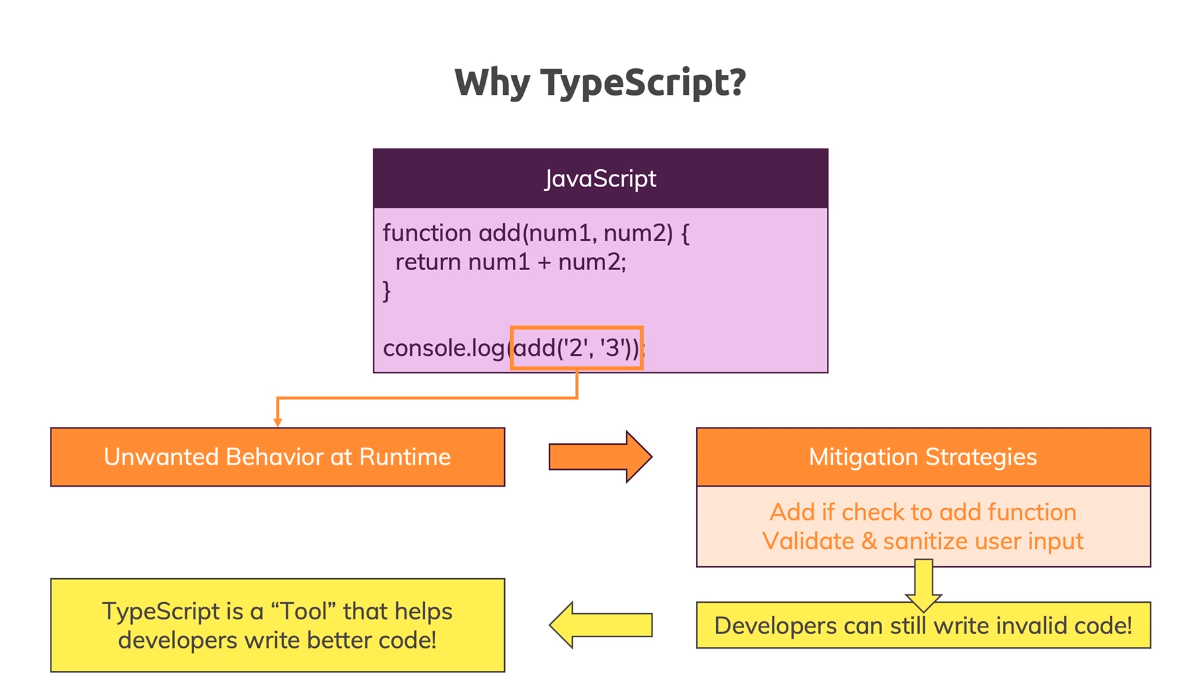 Why TypeScript?
JavaScript
function add(num1, num2) {
return num1 + num2;
}
console.log(add('2', '3'));
Unwanted Behavior at Runtime
Mitigation Strategies
Add if check to add function
Validate & sanitize user input
Developers can still write invalid code!
TypeScript is a “Tool” that helps
developers write better code!